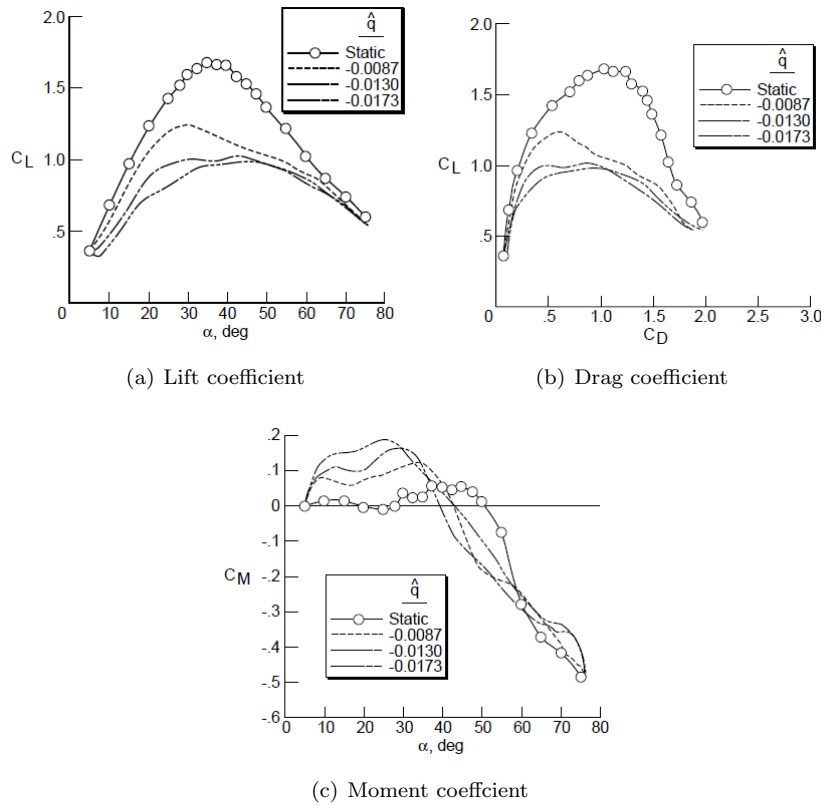 2.0
1.5
C L
1.0
.5
0 10 20 30 40 50 60 70 80
α, deg
q̂
Static
-0.0087
-0.0130
-0.0173
(a) Lift coefficient
2.0
1.5
C L
1.0
.5
0 .5 1.0 1.5 2.0 2.5 3.0
C D
q̂
Static
-0.0087
-0.0130
-0.0173
(b) Drag coefficient
.2
.1
0
-.1
C M
-.2
-.3
-.4
-.5
-.6
0 10 20 30 40 50 60 70 80
α, deg
q̂
Static
-0.0087
-0.0130
-0.0173
(c) Moment coeffcient